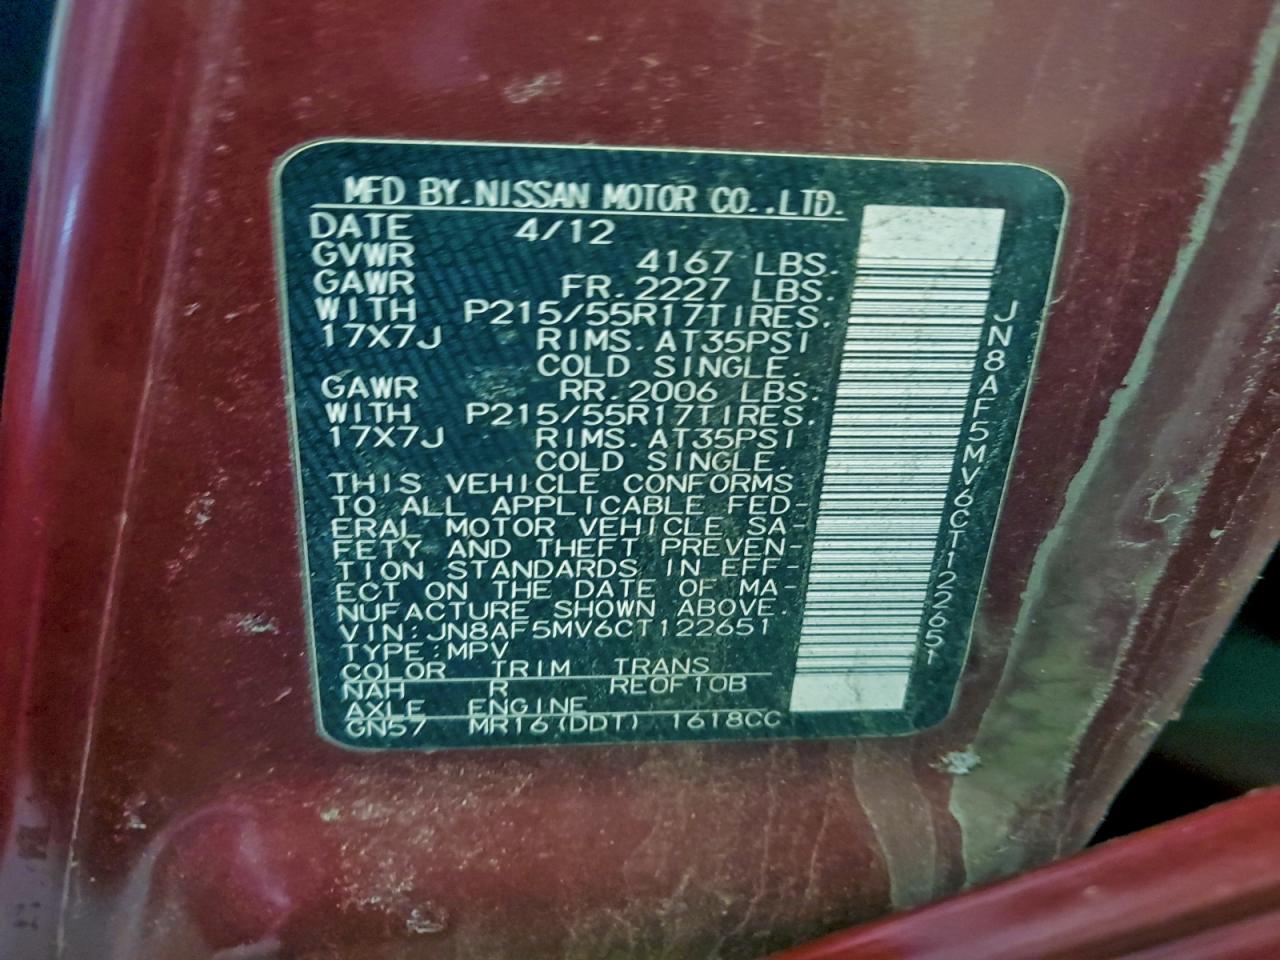 MFD BY.NISSAN MOTOR CO.,LTD.
DATE 4/12
GVWR 4167 LBS.
GAWR FR.2227 LBS.
WITH P215/55R17TIRES.
17X7J RIMS.AT35PSI
COLD SINGLE.
GAWR RR.2006 LBS.
WITH P215/55R17TIRES.
17X7J RIMS.AT35PSI
COLD SINGLE.
THIS VEHICLE CONFORMS
TO ALL APPLICABLE FED-
ERAL MOTOR VEHICLE SA-
FETY AND THEFT PREVEN-
TION STANDARDS IN EFF-
ECT ON THE DATE OF MA-
NUFACTURE SHOWN ABOVE.
VIN:JN8AF5MV6CT122651
TYPE:MPV
COLOR TRIM TRANS
NAH R RE0F10B
AXLE ENGINE
GN57 MR16(DDT) 1618CC
JN8AF5MV6CT122651